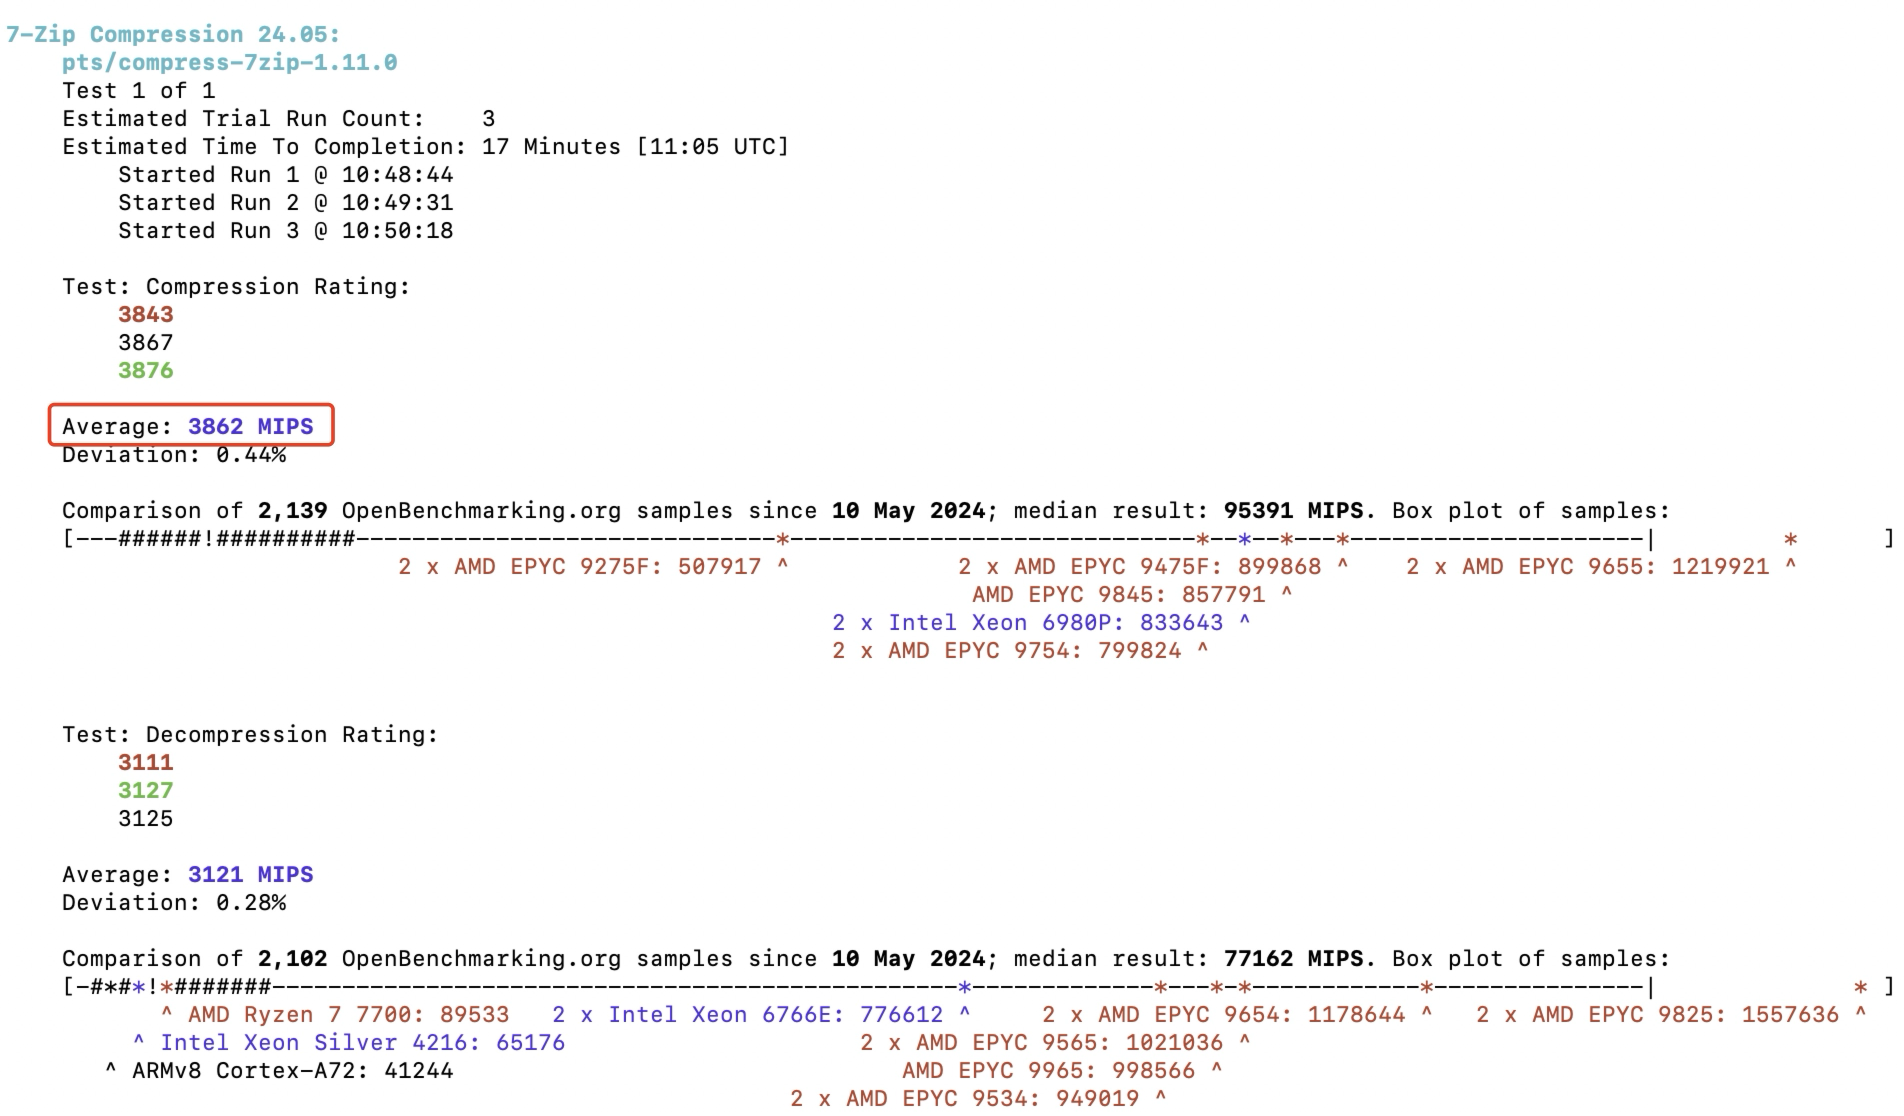 7-Zip Compression 24.05:
pts/compress-7zip-1.11.0
Test 1 of 1
Estimated Trial Run Count:    3
Estimated Time To Completion: 17 Minutes [11:05 UTC]
Started Run 1 @ 10:48:44
Started Run 2 @ 10:49:31
Started Run 3 @ 10:50:18
Test: Compression Rating:
3843
3867
3876
Average: 3862 MIPS
Deviation: 0.44%
Comparison of 2,139 OpenBenchmarking.org samples since 10 May 2024; median result: 95391 MIPS. Box plot of samples:
[---######!##########------------------------------*-----------------------------*--*--*---*---------------------|         *      ]
2 x AMD EPYC 9275F: 507917 ^            2 x AMD EPYC 9475F: 899868 ^    2 x AMD EPYC 9655: 1219921 ^
AMD EPYC 9845: 857791 ^
2 x Intel Xeon 6980P: 833643 ^
2 x AMD EPYC 9754: 799824 ^
Test: Decompression Rating:
3111
3127
3125
Average: 3121 MIPS
Deviation: 0.28%
Comparison of 2,102 OpenBenchmarking.org samples since 10 May 2024; median result: 77162 MIPS. Box plot of samples:
[-#*#*!*#######-------------------------------------------------*-------------*---*-*------------*---------------|              * ]
^ AMD Ryzen 7 7700: 89533   2 x Intel Xeon 6766E: 776612 ^     2 x AMD EPYC 9654: 1178644 ^   2 x AMD EPYC 9825: 1557636 ^
^ Intel Xeon Silver 4216: 65176                     2 x AMD EPYC 9565: 1021036 ^
^ ARMv8 Cortex-A72: 41244                                AMD EPYC 9965: 998566 ^
2 x AMD EPYC 9534: 949019 ^